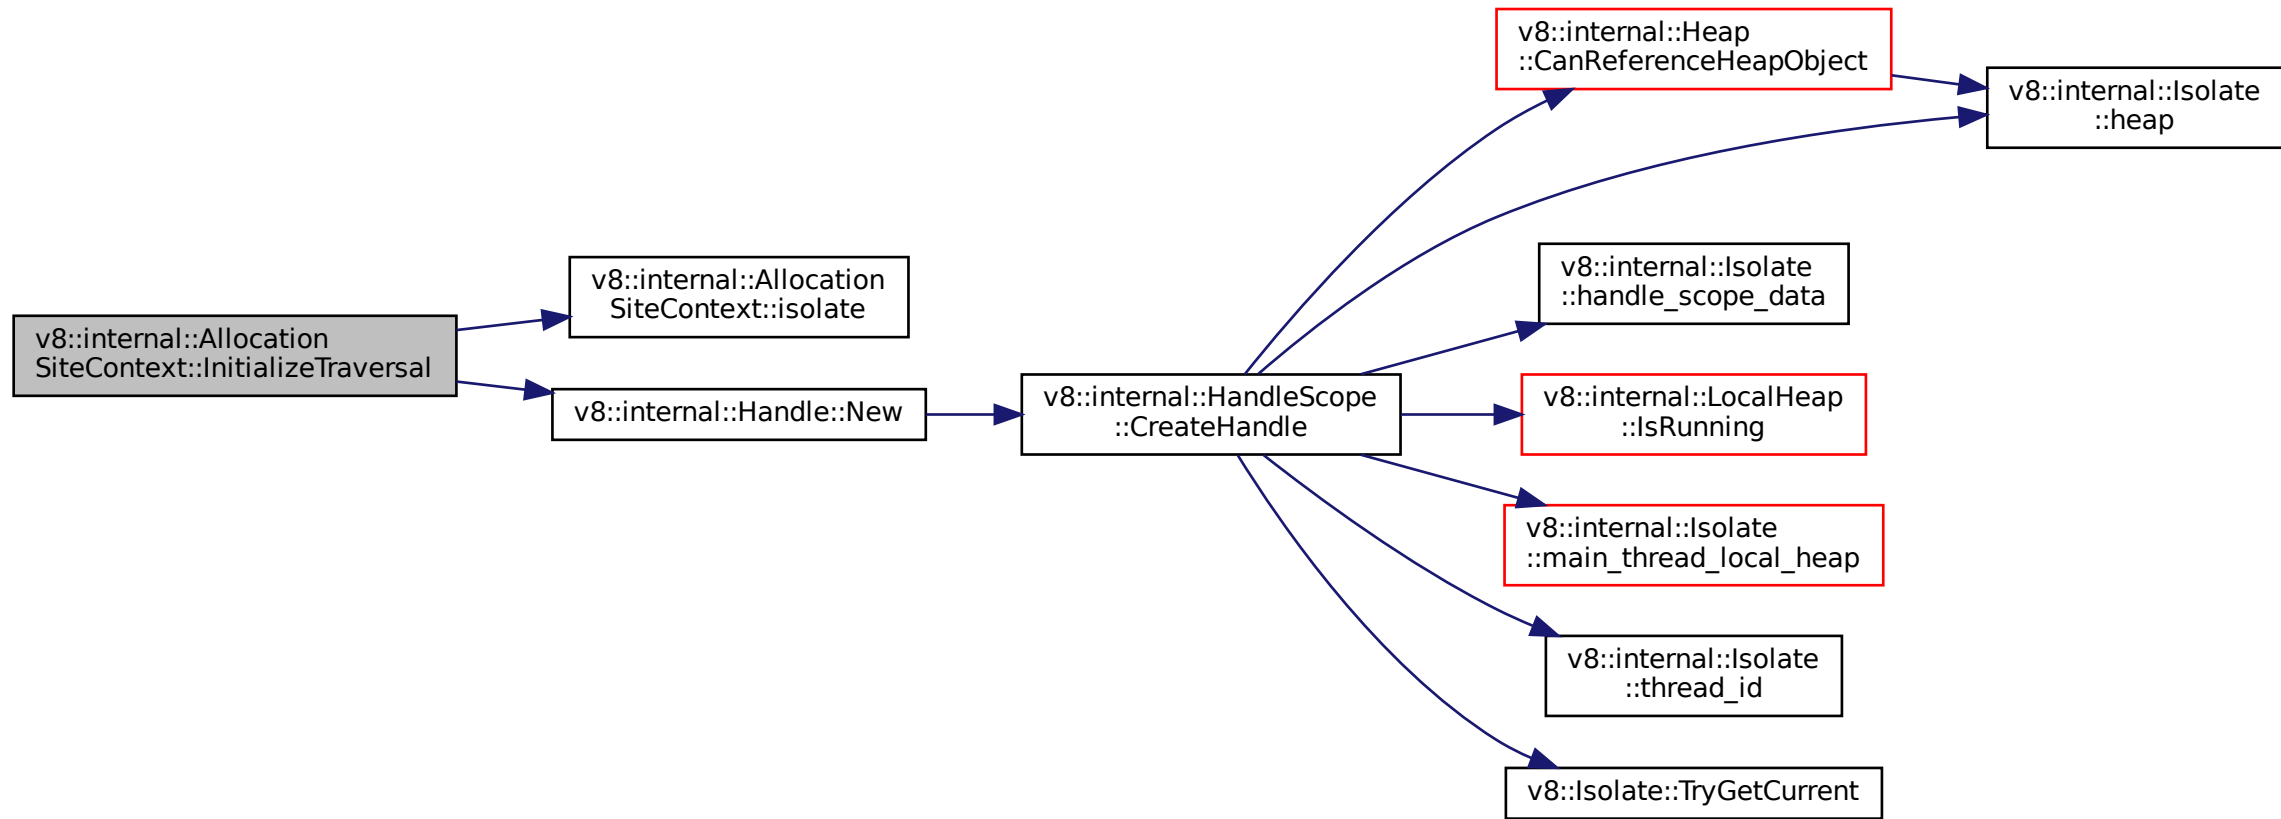 v8::internal::Allocation
SiteContext::InitializeTraversal
v8::internal::Allocation
SiteContext::isolate
v8::internal::Handle::New
v8::internal::HandleScope
::CreateHandle
v8::internal::Heap
::CanReferenceHeapObject
v8::internal::Isolate
::heap
v8::internal::Isolate
::handle_scope_data
v8::internal::LocalHeap
::IsRunning
v8::internal::Isolate
::main_thread_local_heap
v8::internal::Isolate
::thread_id
v8::Isolate::TryGetCurrent